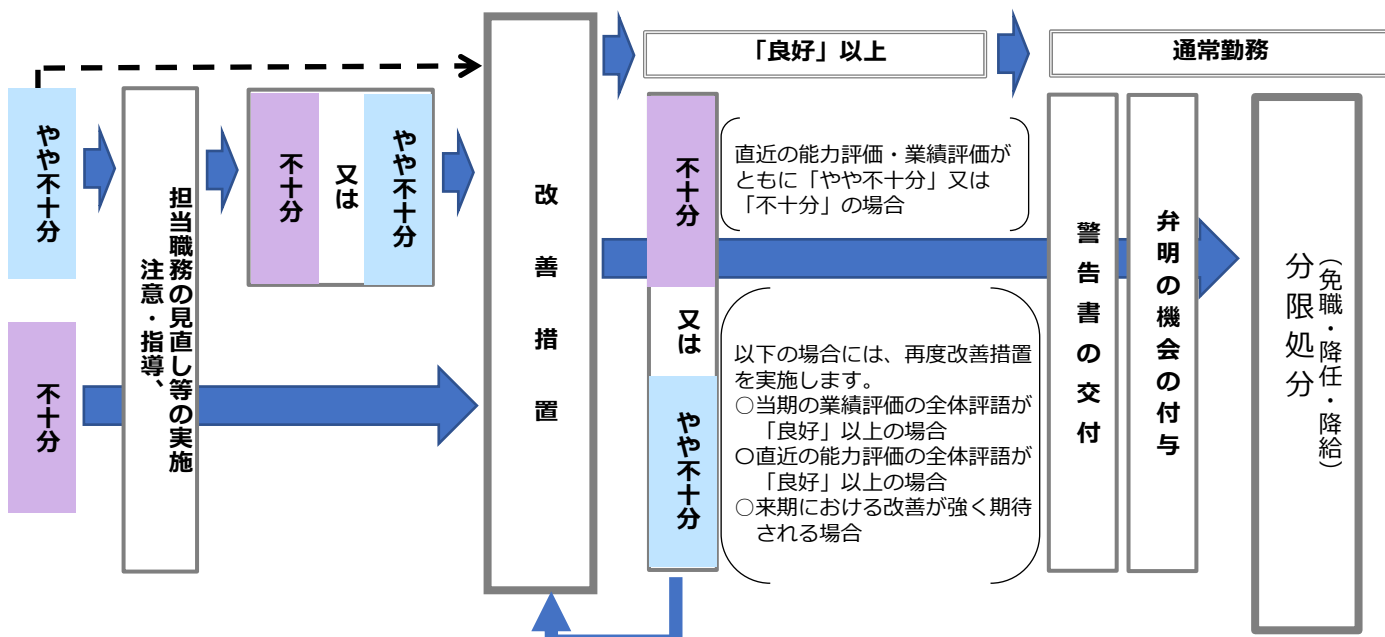 やや不十分
不十分
担当職務の見直し等の実施
注意・指導、
不十分
又は
やや不十分
改善措置
「良好」以上
通常勤務
不十分
又は
やや不十分
直近の能力評価・業績評価が
ともに「やや不十分」又は
「不十分」の場合
以下の場合には、再度改善措置
を実施します。
○当期の業績評価の全体評語が
「良好」以上の場合
○直近の能力評価の全体評語が
「良好」以上の場合
○来期における改善が強く期待
される場合
警告書の交付
弁明の機会の付与
(免職・降任・降給)
分限処分